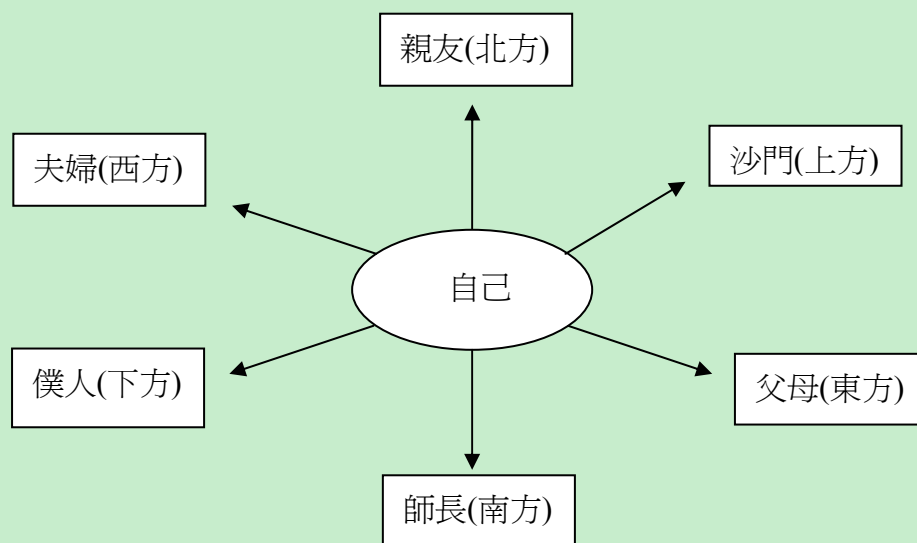 親友(北方)
沙門(上方)
夫婦(西方)
自己
僕人(下方)
父母(東方)
師長(南方)